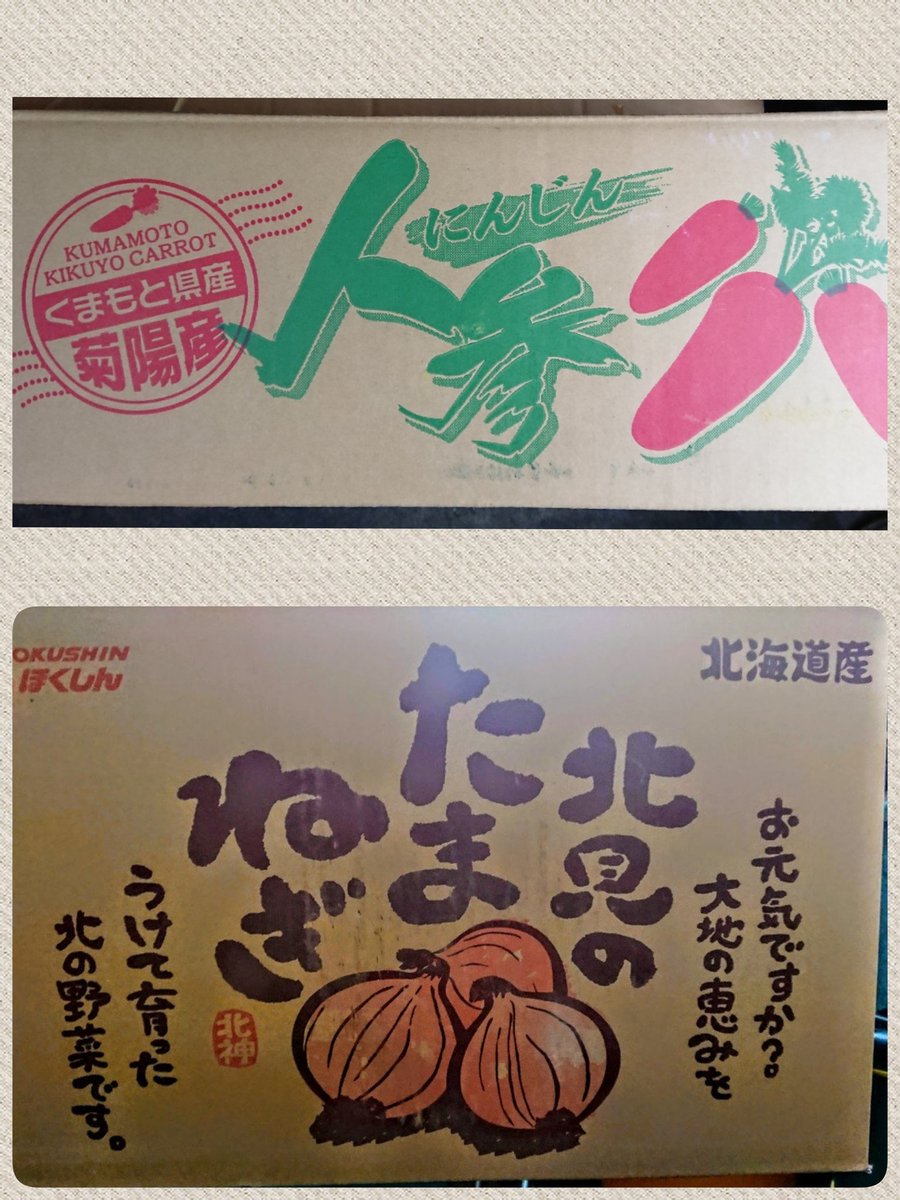 KUMAMOTO
KIKUYO CARROT
くまもと県産
菊陽産
にんじん
人参
OKUSHIN
ほくしん
北海道産
北見の
たま
ねぎ
お元気ですか?
大地の恵みを
うけて育った
北の野菜です。
北神